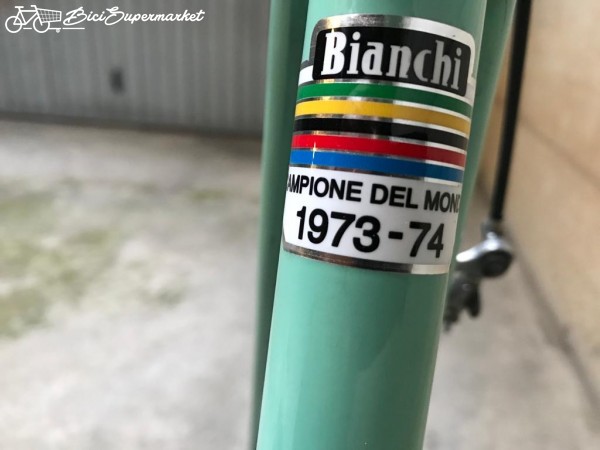 BiciSupermarket
Bianchi
AMPIONE DEL MOND
1973-74